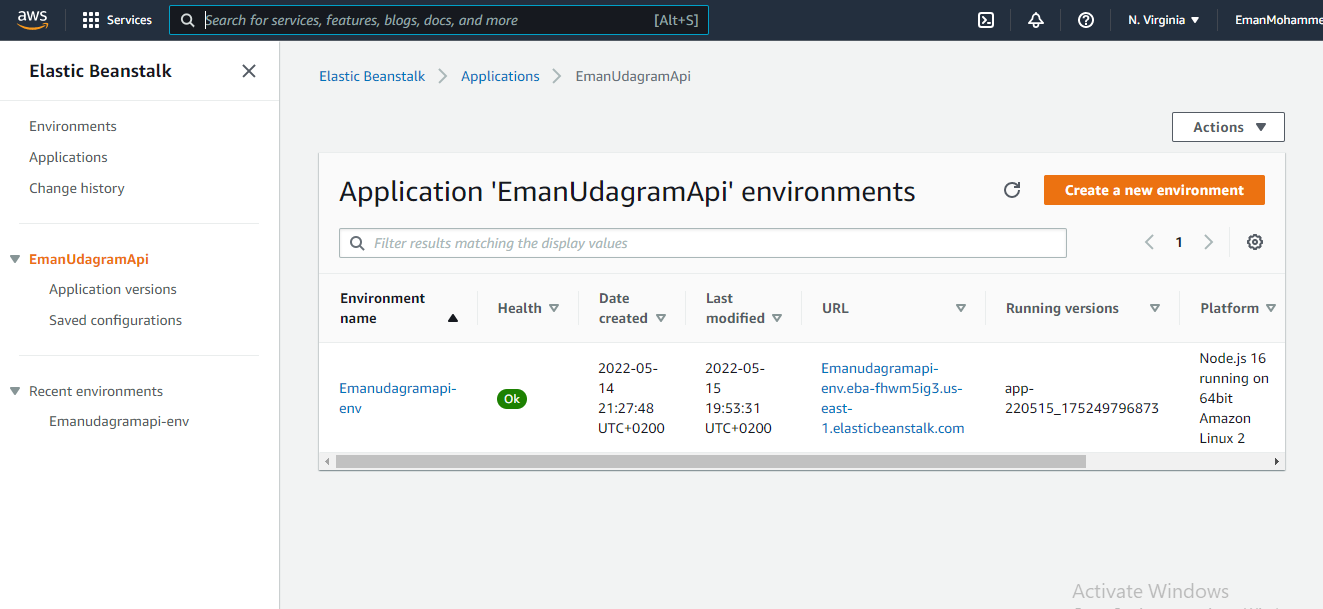 aws
Services
Search for services, features, blogs, docs, and more
[Alt+S]
N. Virginia
EmanMohamme
Elastic Beanstalk
Environments
Applications
Change history
EmanUdagramApi
Application versions
Saved configurations
Recent environments
Emanudagramapi-env
Elastic Beanstalk
Applications
EmanUdagramApi
Actions
Application 'EmanUdagramApi' environments
Create a new environment
Filter results matching the display values
1
Environment
name
Health
Date
created
Last
modified
URL
Running versions
Platform
Emanudagramapi-
env
Ok
2022-05-
14
21:27:48
UTC+0200
2022-05-
15
19:53:31
UTC+0200
Emanudagramapi-
env.eba-fhwm5ig3.us-
east-
1.elasticbeanstalk.com
app-
220515_175249796873
Node.js 16
running on
64bit
Amazon
Linux 2
Activate Windows